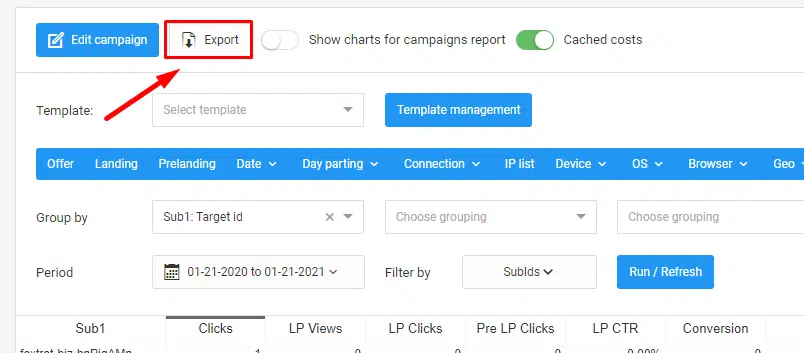 Edit campaign Export Show charts for campaigns report Cached costs
Template: Select template Template management
Offer Landing Prelanding Date Day parting Connection IP list Device OS Browser Geo
Group by Sub1: Target id Choose grouping Choose grouping
Period 01-21-2020 to 01-21-2021 Filter by SubIds Run / Refresh
Sub1 Clicks LP Views LP Clicks Pre LP Clicks LP CTR Conversion
1 0 0 0 0.00% 0